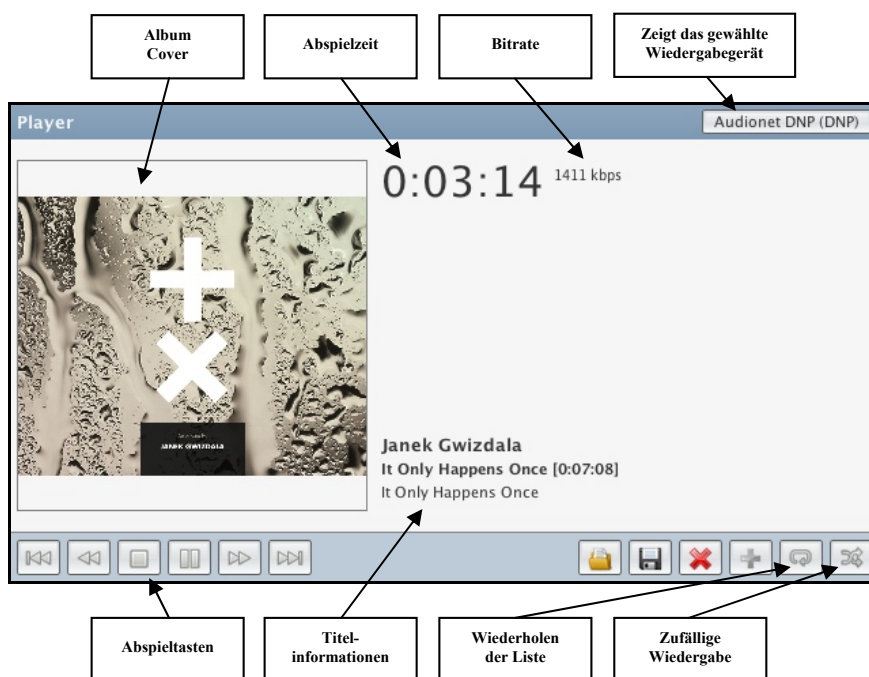 Album
Cover
Abspielzeit
Bitrate
Zeigt das gewählte
Wiedergabegerät
Player
Audionet DNP (DNP)
0:03:14
1411 kbps
JANEK GWIZDALA
Janek Gwizdala
It Only Happens Once [0:07:08]
It Only Happens Once
Abspieltasten
Titel-
informationen
Wiederholen
der Liste
Zufällige
Wiedergabe